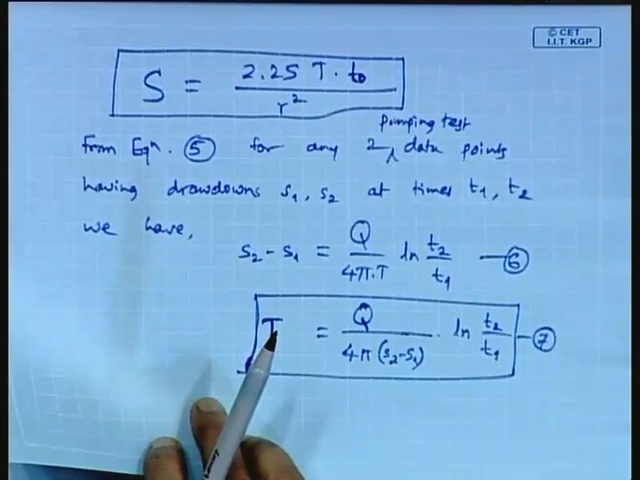 © CET
I.I.T. KGP
S = 2.25 T · t₀ / r²
pumping test
From Eqⁿ. ⑤ for any 2 ∧ data points
having drawdowns s₁, s₂ at times t₁, t₂
we have,
s₂ - s₁ = Q / 4π.T ln t₂ / t₁ — ⑥
T = Q / 4π (s₂-s₁) . ln t₂ / t₁ — ⑦